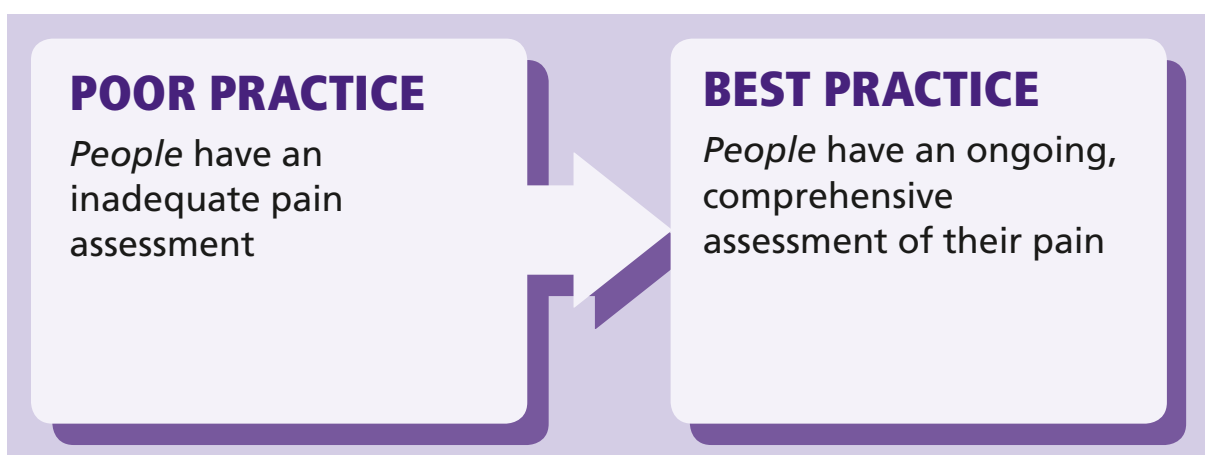 POOR PRACTICE
People have an
inadequate pain
assessment
BEST PRACTICE
People have an ongoing,
comprehensive
assessment of their pain